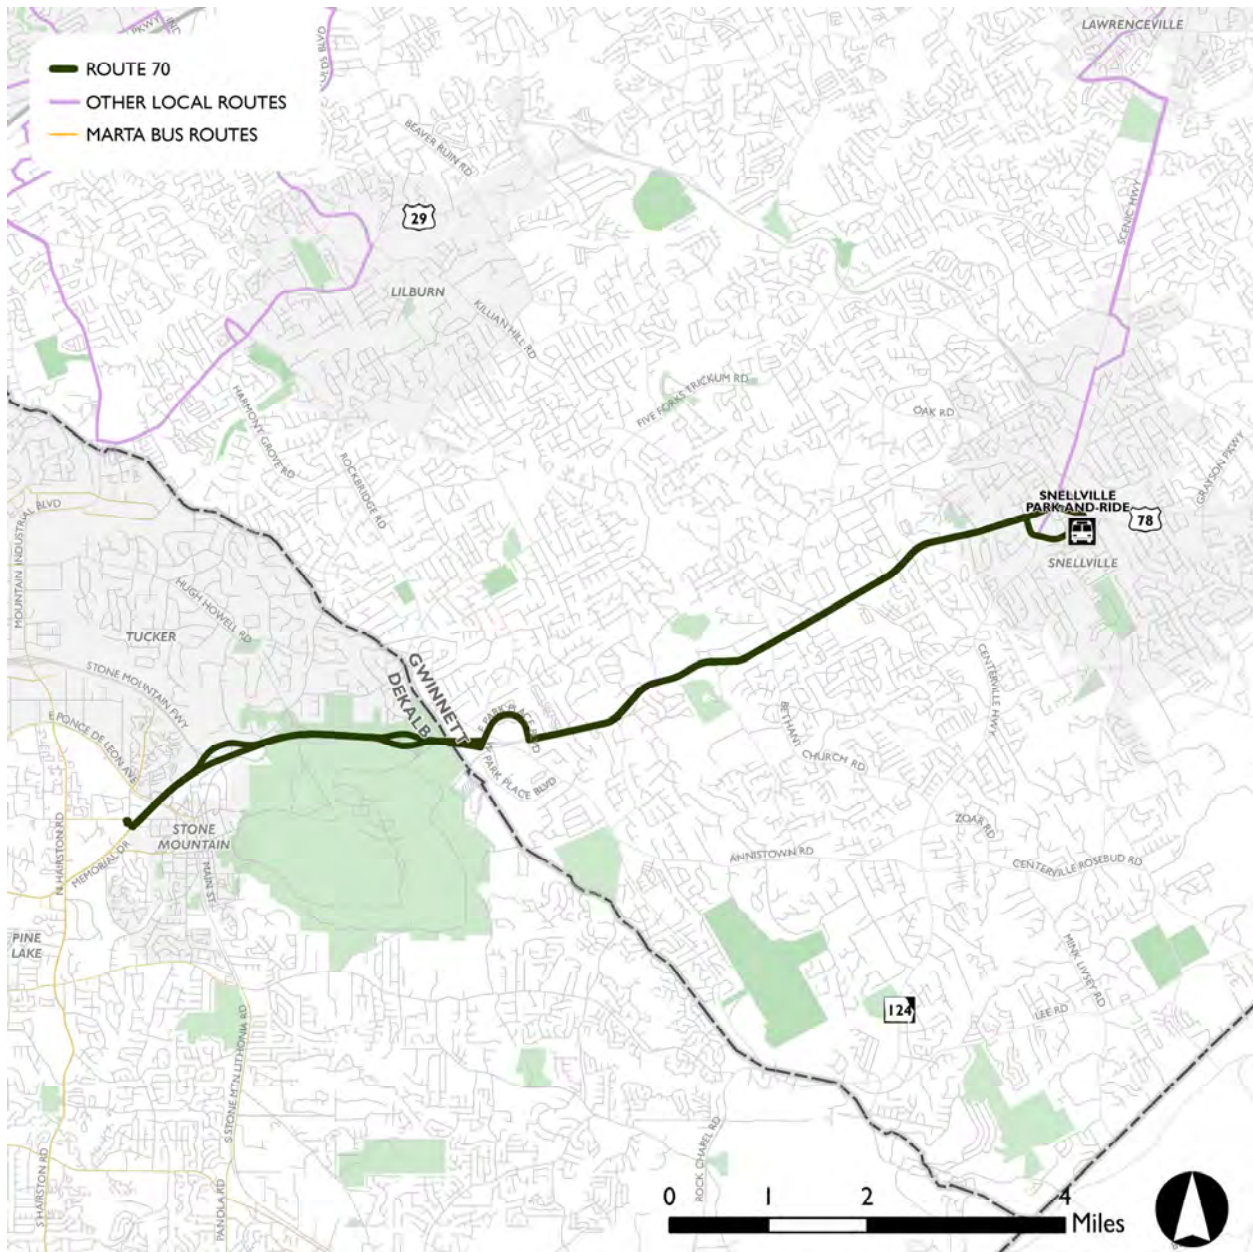 LAWRENCEVILLE
PKWY
OLDS BLVD
ROUTE 70
OTHER LOCAL ROUTES
MARTA BUS ROUTES
BEAVER RUIN RD
29
SCENIC HWY
LILBURN
KILLIAN HILL RD
FIVE FORKS TRICKUM RD
OAK RD
HARMONY GROVE RD
ROCKBRIDGE RD
GRAYSON PKWY
MOUNTAIN INDUSTRIAL BLVD
SNELLVILLE
PARK-AND-RIDE
78
SNELLVILLE
HUGH HOWELL RD
TUCKER
STONE MOUNTAIN PKWY
GWINNETT
DEKALB
CENTERVILLE HWY
E PONCE DE LEON AVE
E PARK PLACE BLVD
W PARK PLACE BLVD
BETHANY CHURCH RD
STONE
MOUNTAIN
MEMORIAL DR
N HAIRSTON RD
MAIN ST
ZOAR RD
ANNISTOWN RD
CENTERVILLE ROSEBUD RD
PINE
LAKE
MINK LIVSEY RD
124
LEE RD
S STONE MTN LITHONIA RD
ROCK CHAPEL RD
S HAIRSTON RD
PANOLA RD
0 1 2 4
Miles